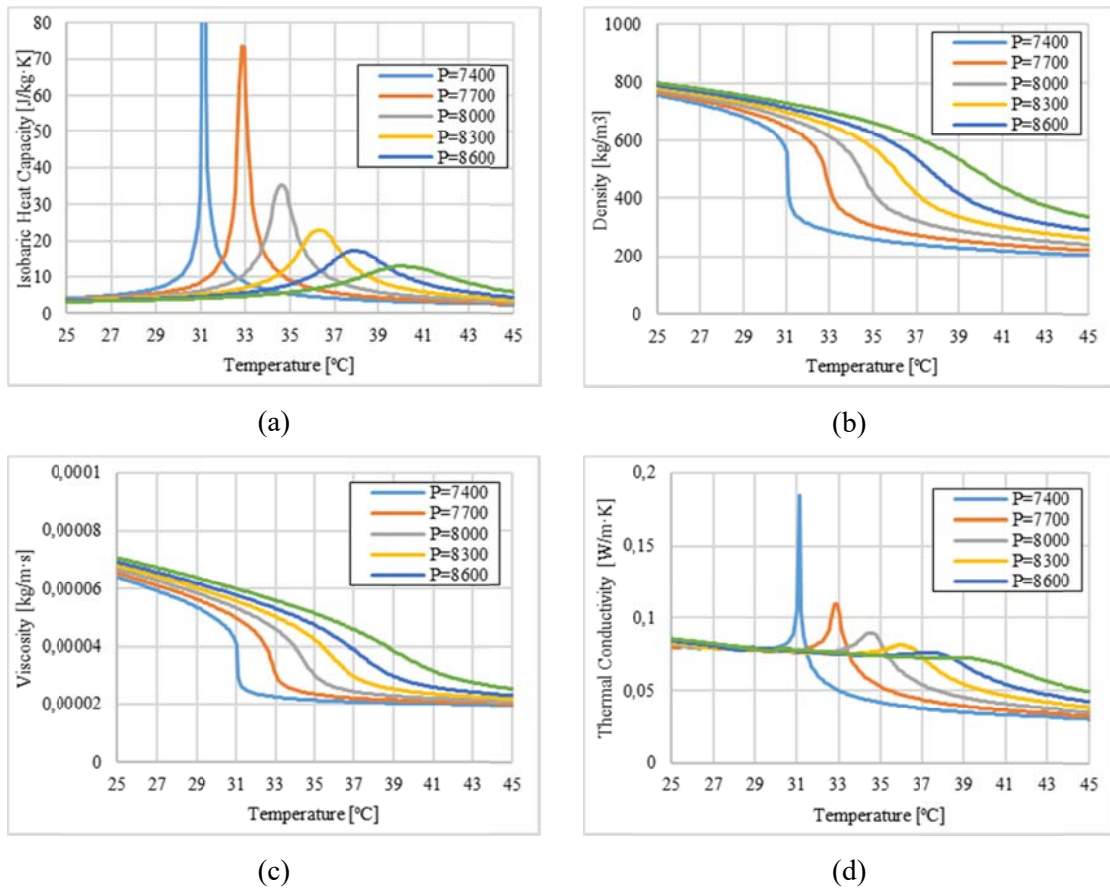 80
70
60
50
40
30
20
10
0
Isobaric Heat Capacity [J/kg·K]
P=7400
P=7700
P=8000
P=8300
P=8600
25 27 29 31 33 35 37 39 41 43 45
Temperature [ºC]
(a)
1000
800
600
400
200
0
Density [kg/m3]
P=7400
P=7700
P=8000
P=8300
P=8600
25 27 29 31 33 35 37 39 41 43 45
Temperature [ºC]
(b)
0,0001
0,00008
0,00006
0,00004
0,00002
0
Viscosity [kg/m·s]
P=7400
P=7700
P=8000
P=8300
P=8600
25 27 29 31 33 35 37 39 41 43 45
Temperature [ºC]
(c)
0,2
0,15
0,1
0,05
0
Thermal Conductivity [W/m·K]
P=7400
P=7700
P=8000
P=8300
P=8600
25 27 29 31 33 35 37 39 41 43 45
Temperature [ºC]
(d)